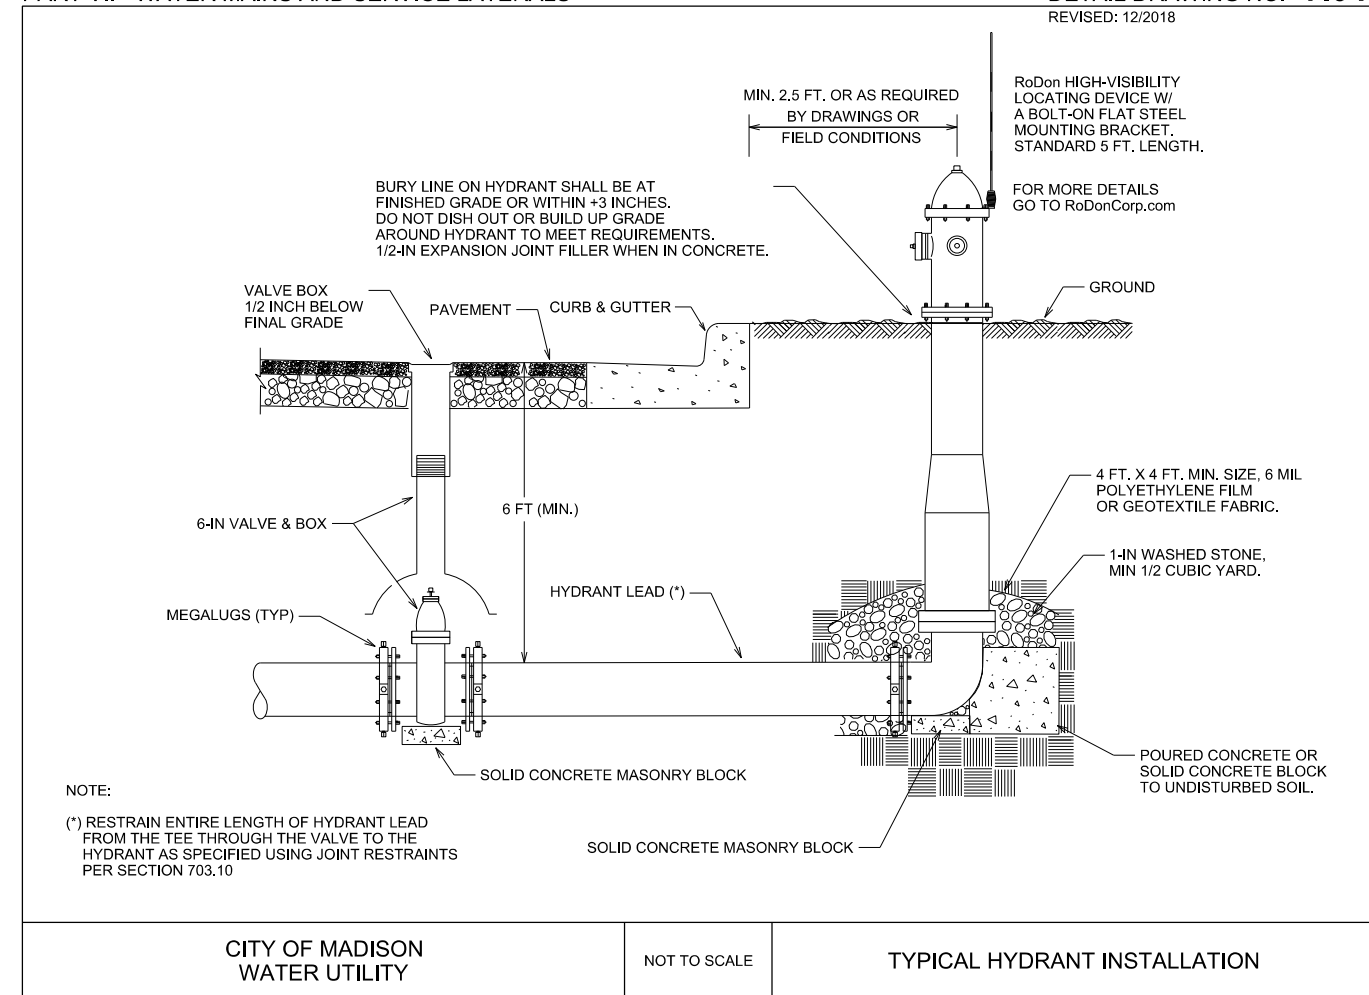 REVISED: 12/2018
RoDon HIGH-VISIBILITY
LOCATING DEVICE W/
A BOLT-ON FLAT STEEL
MOUNTING BRACKET.
STANDARD 5 FT. LENGTH.
FOR MORE DETAILS
GO TO RoDonCorp.com
MIN. 2.5 FT. OR AS REQUIRED
BY DRAWINGS OR
FIELD CONDITIONS
BURY LINE ON HYDRANT SHALL BE AT
FINISHED GRADE OR WITHIN +3 INCHES.
DO NOT DISH OUT OR BUILD UP GRADE
AROUND HYDRANT TO MEET REQUIREMENTS.
1/2-IN EXPANSION JOINT FILLER WHEN IN CONCRETE.
VALVE BOX
1/2 INCH BELOW
FINAL GRADE
PAVEMENT
CURB & GUTTER
GROUND
6-IN VALVE & BOX
6 FT (MIN.)
4 FT. X 4 FT. MIN. SIZE, 6 MIL
POLYETHYLENE FILM
OR GEOTEXTILE FABRIC.
1-IN WASHED STONE,
MIN 1/2 CUBIC YARD.
HYDRANT LEAD (*)
MEGALUGS (TYP)
SOLID CONCRETE MASONRY BLOCK
POURED CONCRETE OR
SOLID CONCRETE BLOCK
TO UNDISTURBED SOIL.
SOLID CONCRETE MASONRY BLOCK
NOTE:
(*) RESTRAIN ENTIRE LENGTH OF HYDRANT LEAD
FROM THE TEE THROUGH THE VALVE TO THE
HYDRANT AS SPECIFIED USING JOINT RESTRAINTS
PER SECTION 703.10
CITY OF MADISON
WATER UTILITY
NOT TO SCALE
TYPICAL HYDRANT INSTALLATION